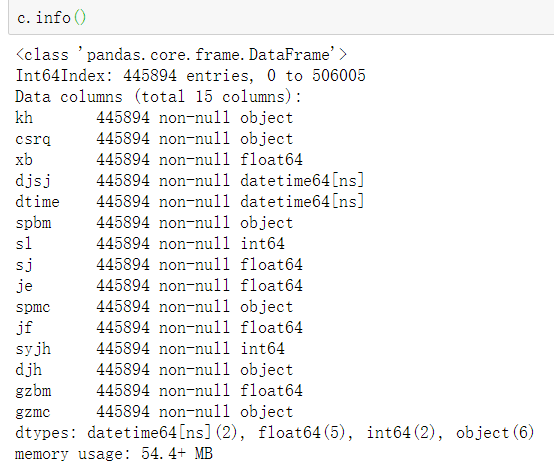 c.info()
<class 'pandas.core.frame.DataFrame'>
Int64Index: 445894 entries, 0 to 506005
Data columns (total 15 columns):
kh 445894 non-null object
csrq 445894 non-null object
xb 445894 non-null float64
djsj 445894 non-null datetime64[ns]
dtime 445894 non-null datetime64[ns]
spbm 445894 non-null object
sl 445894 non-null int64
sj 445894 non-null float64
je 445894 non-null float64
spmc 445894 non-null object
jf 445894 non-null float64
syjh 445894 non-null int64
djh 445894 non-null object
gzbm 445894 non-null float64
gzmc 445894 non-null object
dtypes: datetime64[ns](2), float64(5), int64(2), object(6)
memory usage: 54.4+ MB